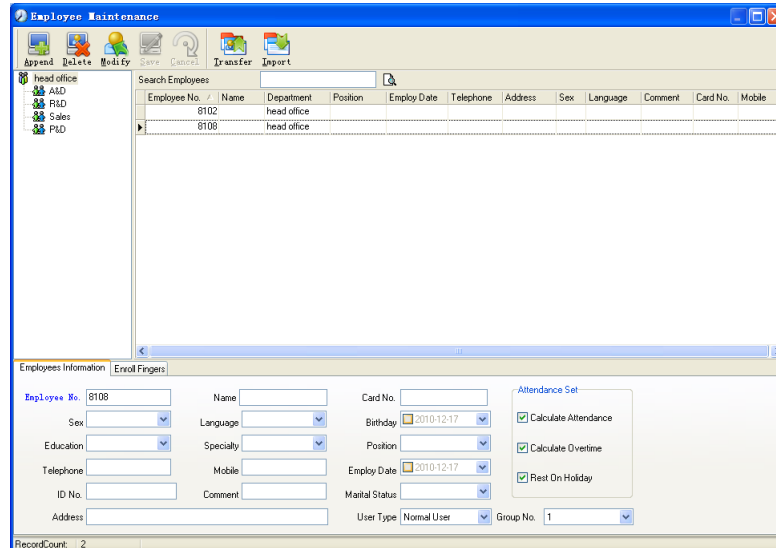 Employee Maintenance
Append Delete Modify Save Cancel Transfer Import
head office
A&D
R&D
Sales
P&D
Search Employees
Employee No. Name Department Position Employ Date Telephone Address Sex Language Comment Card No. Mobile
8102 head office
8108 head office
Employees Information Enroll Fingers
Employee No. 8108 Name Card No. Attendance Set
Sex Language Birthday 2010-12-17 Calculate Attendance
Education Specialty Position Calculate Overtime
Telephone Mobile Employ Date 2010-12-17 Rest On Holiday
ID No. Comment Marital Status
Address User Type Normal User Group No. 1
RecordCount: 2